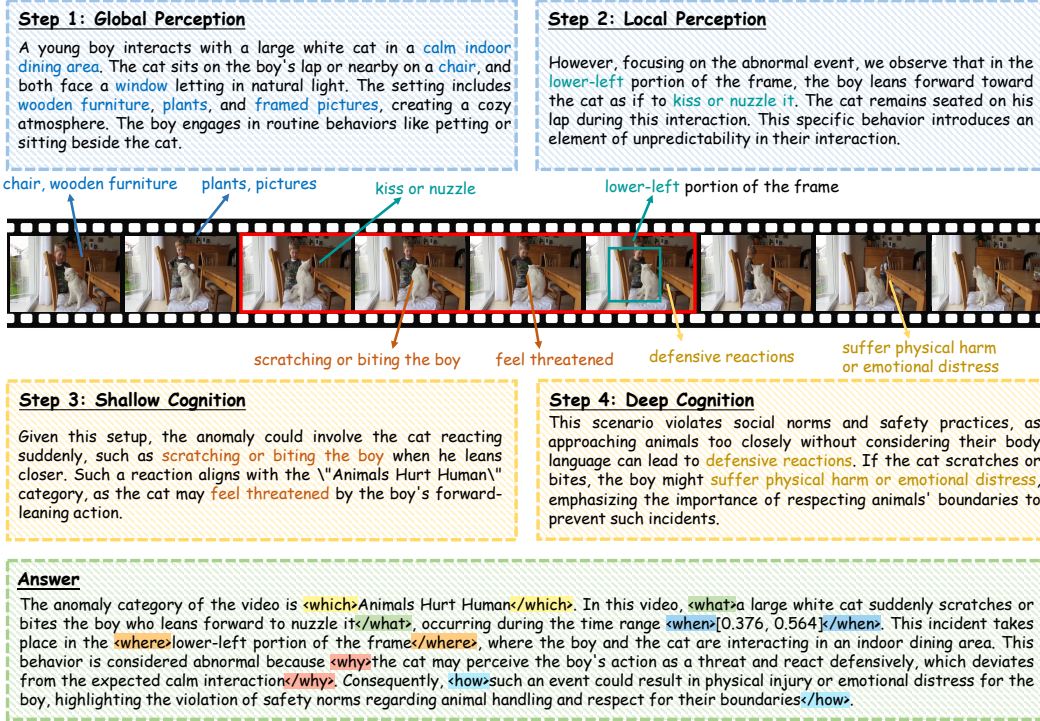 Step 1: Global Perception
A young boy interacts with a large white cat in a calm indoor
dining area. The cat sits on the boy's lap or nearby on a chair, and
both face a window letting in natural light. The setting includes
wooden furniture, plants, and framed pictures, creating a cozy
atmosphere. The boy engages in routine behaviors like petting or
sitting beside the cat.
Step 2: Local Perception
However, focusing on the abnormal event, we observe that in the
lower-left portion of the frame, the boy leans forward toward
the cat as if to kiss or nuzzle it. The cat remains seated on his
lap during this interaction. This specific behavior introduces an
element of unpredictability in their interaction.
chair, wooden furniture
plants, pictures
kiss or nuzzle
lower-left portion of the frame
scratching or biting the boy
feel threatened
defensive reactions
suffer physical harm
or emotional distress
Step 3: Shallow Cognition
Given this setup, the anomaly could involve the cat reacting
suddenly, such as scratching or biting the boy when he leans
closer. Such a reaction aligns with the \"Animals Hurt Human\"
category, as the cat may feel threatened by the boy's forward-
leaning action.
Step 4: Deep Cognition
This scenario violates social norms and safety practices, as
approaching animals too closely without considering their body
language can lead to defensive reactions. If the cat scratches or
bites, the boy might suffer physical harm or emotional distress,
emphasizing the importance of respecting animals' boundaries to
prevent such incidents.
Answer
The anomaly category of the video is <which>Animals Hurt Human</which>. In this video, <what>a large white cat suddenly scratches or
bites the boy who leans forward to nuzzle it</what>, occurring during the time range <when>[0.376, 0.564]</when>. This incident takes
place in the <where>lower-left portion of the frame</where>, where the boy and the cat are interacting in an indoor dining area. This
behavior is considered abnormal because <why>the cat may perceive the boy's action as a threat and react defensively, which deviates
from the expected calm interaction</why>. Consequently, <how>such an event could result in physical injury or emotional distress for the
boy, highlighting the violation of safety norms regarding animal handling and respect for their boundaries</how>.